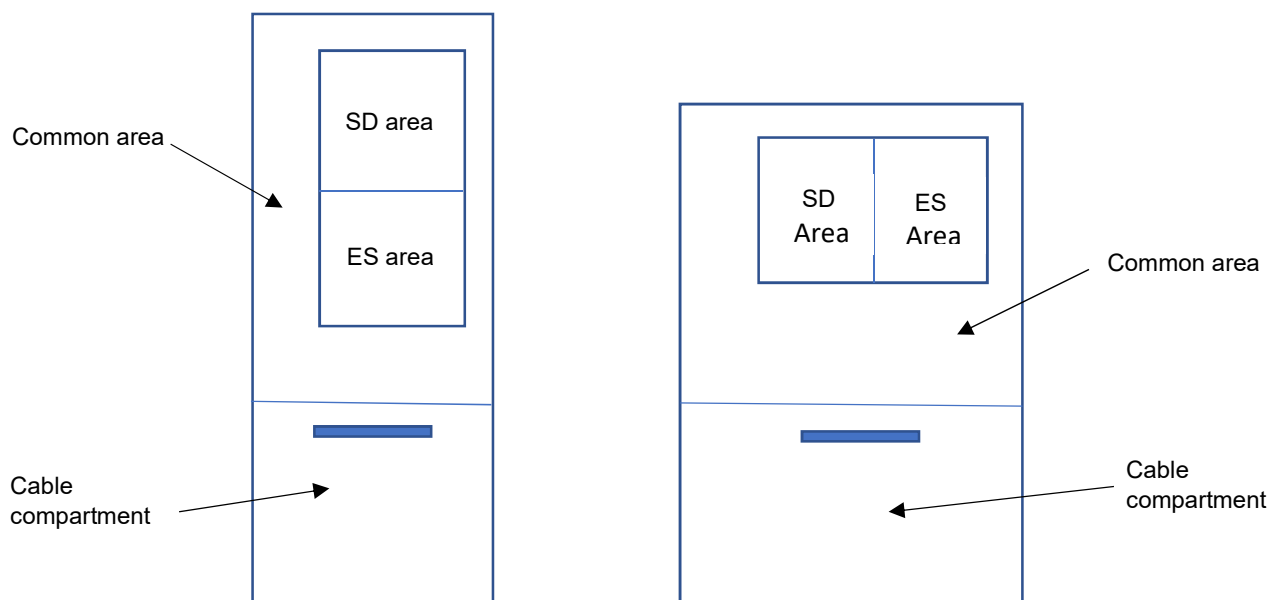 Common area
SD area
ES area
Cable
compartment
SD
Area
ES
Area
Common area
Cable
compartment